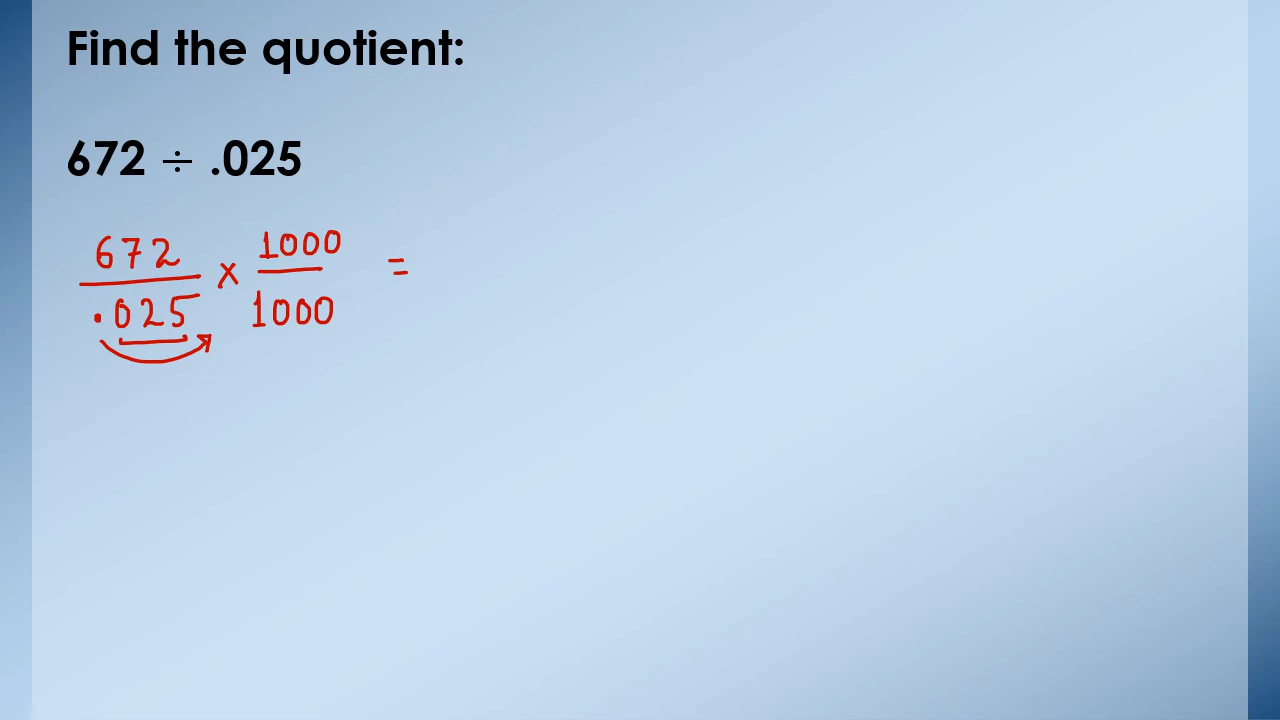 Find the quotient:
672 ÷ .025
672 / .025 x 1000 / 1000 =